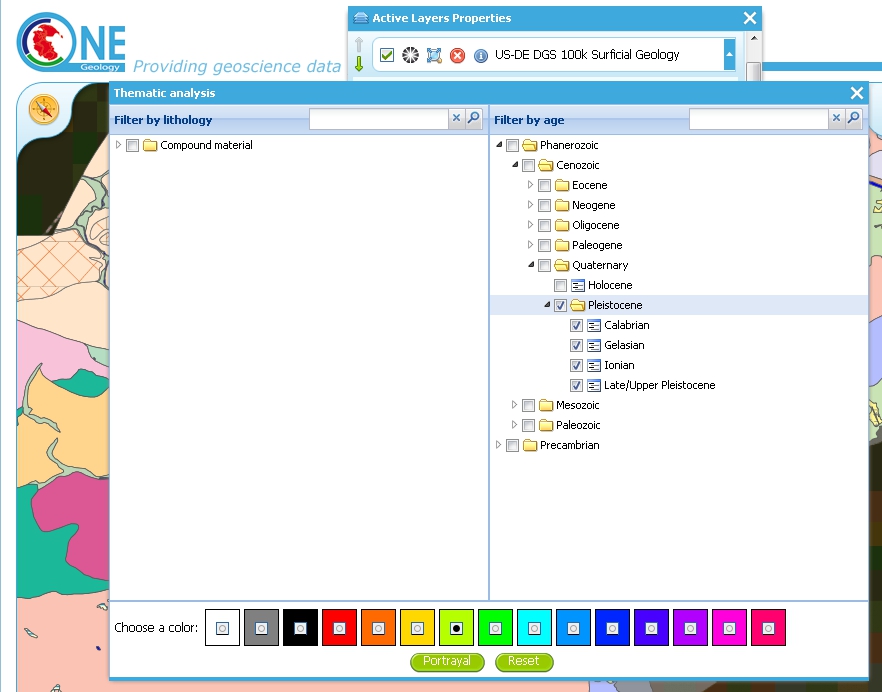 Active Layers Properties
ONE
Geology
Providing geoscience data
US-DE DGS 100k Surficial Geology
Thematic analysis
Filter by lithology
Filter by age
Compound material
Phanerozoic
Cenozoic
Eocene
Neogene
Oligocene
Paleogene
Quaternary
Holocene
Pleistocene
Calabrian
Gelasian
Ionian
Late/Upper Pleistocene
Mesozoic
Paleozoic
Precambrian
Choose a color:
Portrayal
Reset